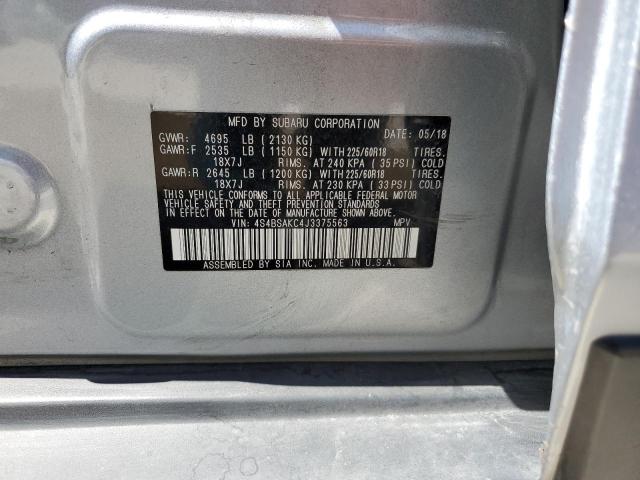 MFD BY SUBARU CORPORATION
GVWR: 4695 LB ( 2130 KG) DATE: 05/18
GAWR:F 2535 LB ( 1150 KG) WITH 225/60R18 TIRES.
18X7J RIMS. AT 240 KPA ( 35 PSI) COLD
GAWR:R 2645 LB ( 1200 KG) WITH 225/60R18 TIRES.
18X7J RIMS. AT 230 KPA ( 33 PSI) COLD
THIS VEHICLE CONFORMS TO ALL APPLICABLE FEDERAL MOTOR
VEHICLE SAFETY AND THEFT PREVENTION STANDARDS IN
EFFECT ON THE DATE OF MANUFACTURE SHOWN ABOVE.
VIN: 4S4BSAKC4J3375563 MPV
ASSEMBLED BY SIA INC. IN U.S.A.